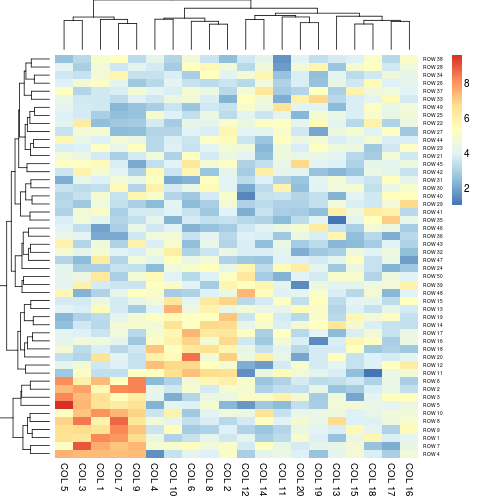 ROW 38
ROW 28
ROW 34
ROW 26
ROW 37
ROW 33
ROW 49
ROW 25
ROW 22
ROW 27
ROW 44
ROW 23
ROW 21
ROW 45
ROW 42
ROW 31
ROW 30
ROW 40
ROW 29
ROW 41
ROW 35
ROW 46
ROW 36
ROW 43
ROW 32
ROW 47
ROW 24
ROW 50
ROW 39
ROW 48
ROW 15
ROW 13
ROW 19
ROW 14
ROW 17
ROW 16
ROW 18
ROW 20
ROW 12
ROW 11
ROW 6
ROW 2
ROW 3
ROW 5
ROW 10
ROW 8
ROW 9
ROW 1
ROW 7
ROW 4
8
6
4
2
COL 5
COL 3
COL 1
COL 7
COL 9
COL 4
COL 10
COL 6
COL 8
COL 2
COL 12
COL 14
COL 11
COL 20
COL 19
COL 13
COL 15
COL 18
COL 17
COL 16